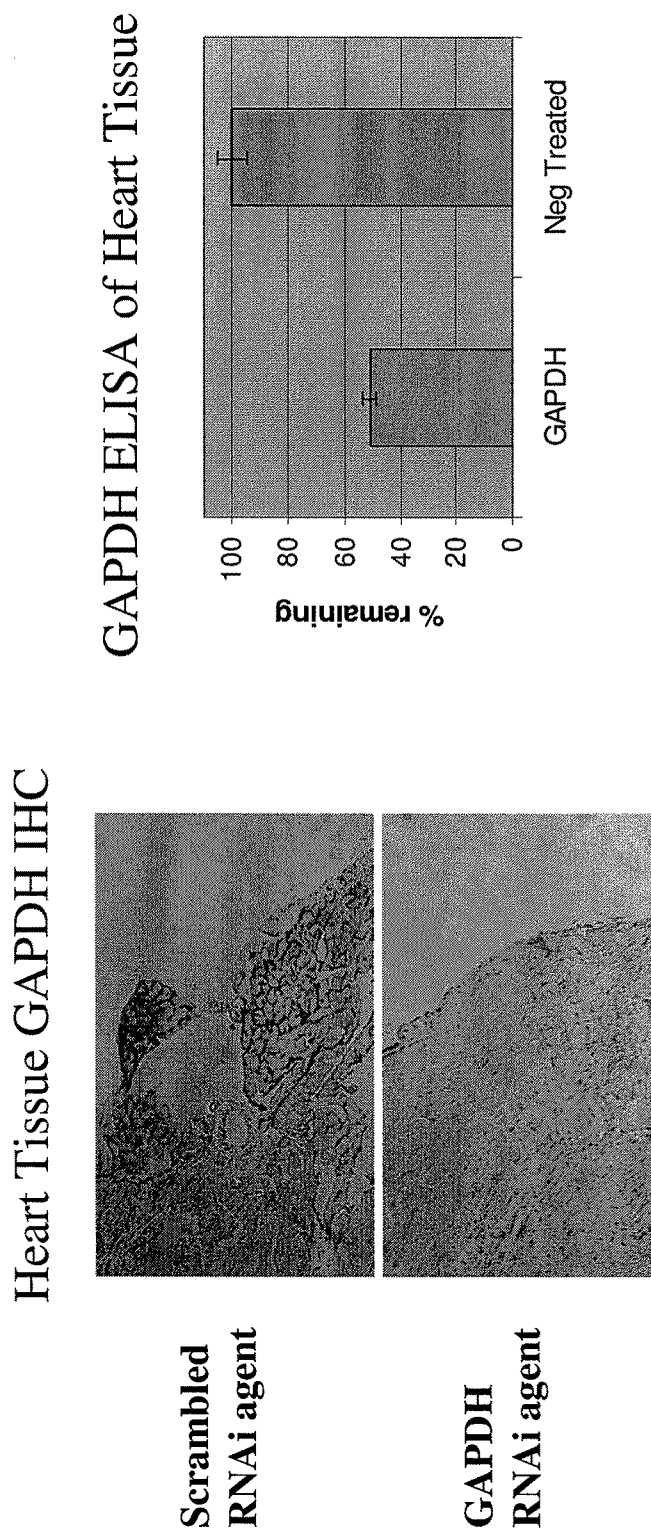 Heart Tissue GAPDH IHC
Scrambled
RNAi agent
GAPDH
RNAi agent
GAPDH ELISA of Heart Tissue
% remaining
100
80
60
40
20
0
GAPDH
Neg Treated